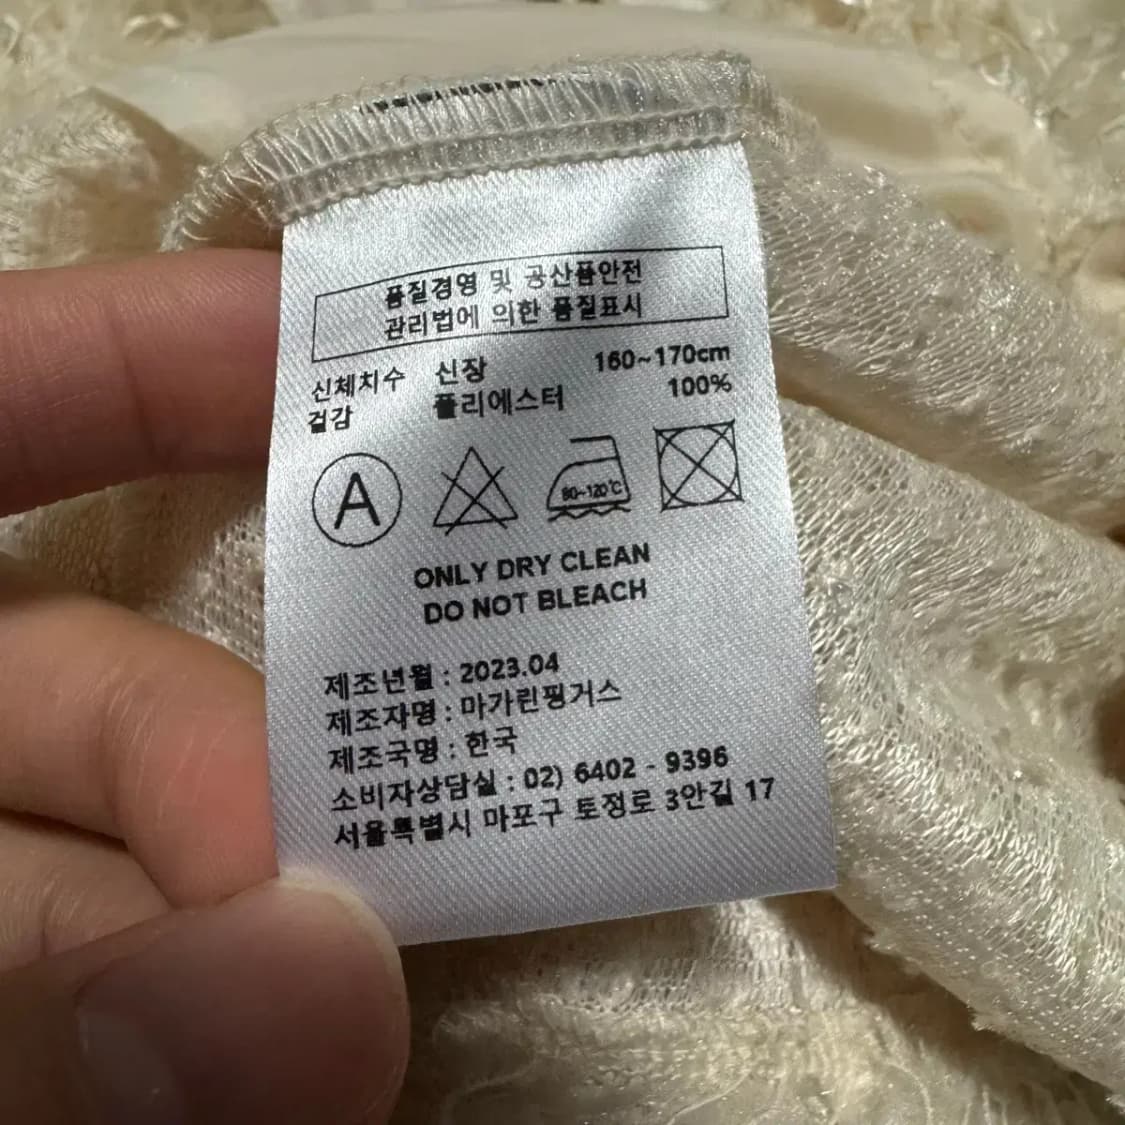 품질경영 및 공산품안전
관리법에 의한 품질표시
신체치수 신장 160~170cm
겉감 폴리에스터 100%
A 80~120℃
ONLY DRY CLEAN
DO NOT BLEACH
제조년월 : 2023.04
제조자명 : 마가린핑거스
제조국명 : 한국
소비자상담실 : 02) 6402 - 9396
서울특별시 마포구 토정로 3안길 17